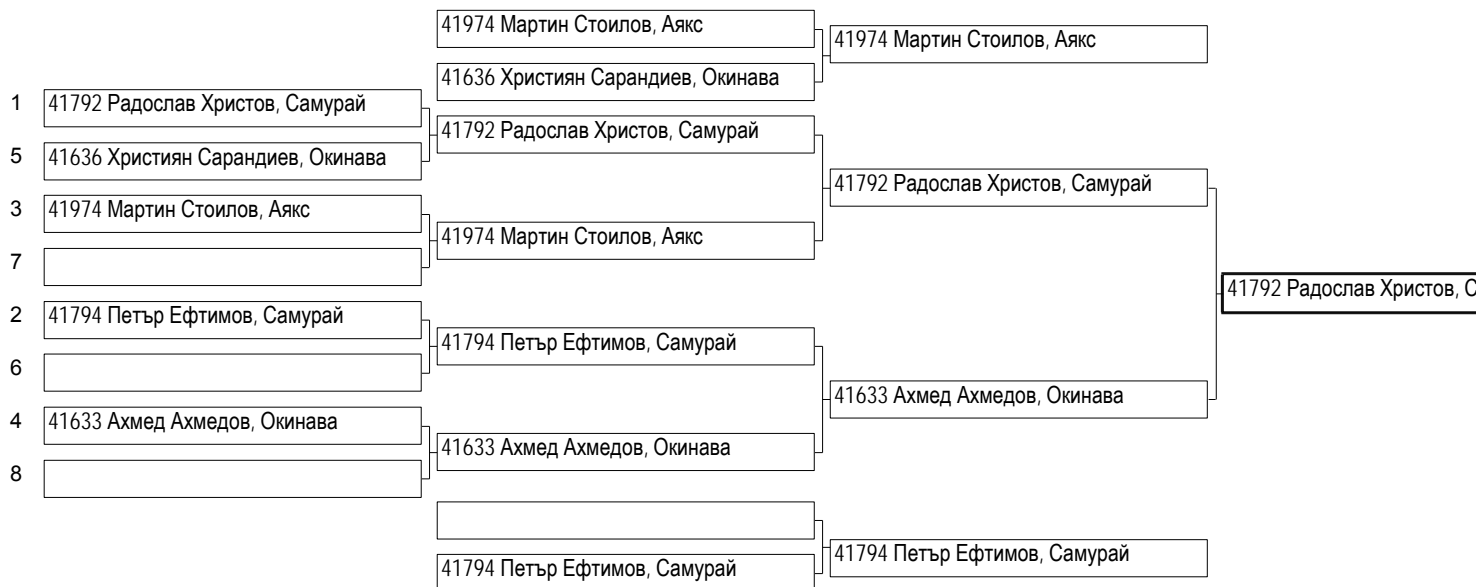 41974 Мартин Стоилов, Аякс
41974 Мартин Стоилов, Аякс
41636 Християн Сарандиев, Окинава
1 41792 Радослав Христов, Самурай
41792 Радослав Христов, Самурай
5 41636 Християн Сарандиев, Окинава
41792 Радослав Христов, Самурай
3 41974 Мартин Стоилов, Аякс
41974 Мартин Стоилов, Аякс
7
41792 Радослав Христов, С
2 41794 Петър Ефтимов, Самурай
41794 Петър Ефтимов, Самурай
6
41633 Ахмед Ахмедов, Окинава
4 41633 Ахмед Ахмедов, Окинава
41633 Ахмед Ахмедов, Окинава
8
41794 Петър Ефтимов, Самурай
41794 Петър Ефтимов, Самурай